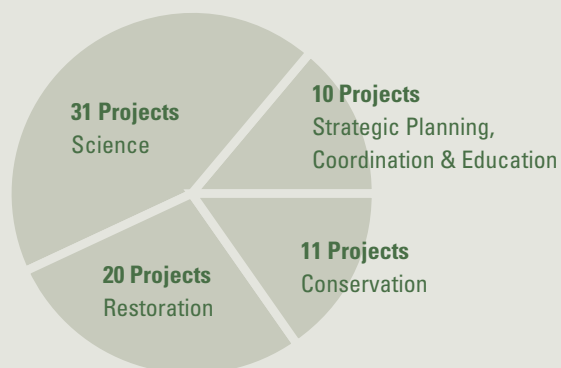 31 Projects
Science
10 Projects
Strategic Planning,
Coordination & Education
20 Projects
Restoration
11 Projects
Conservation